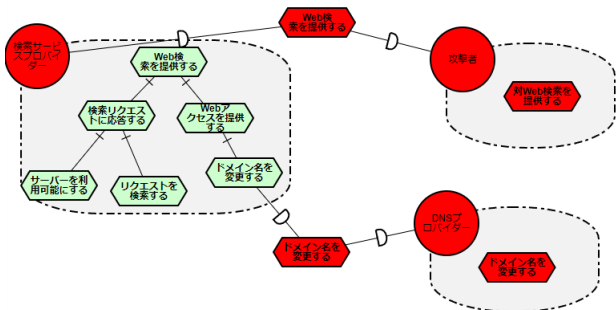 検索サービ
スプロバイ
ダー
Web検
索を提供する
攻撃者
Web検
索を提供する
対Web検索を
提供する
検索リクエス
トに応答する
Webア
クセスを提供
する
サーバーを利
用可能にする
リクエストを
検索する
ドメイン名を
変更する
ドメイン名を
変更する
DNSプ
ロバイダー
ドメイン名を
変更する